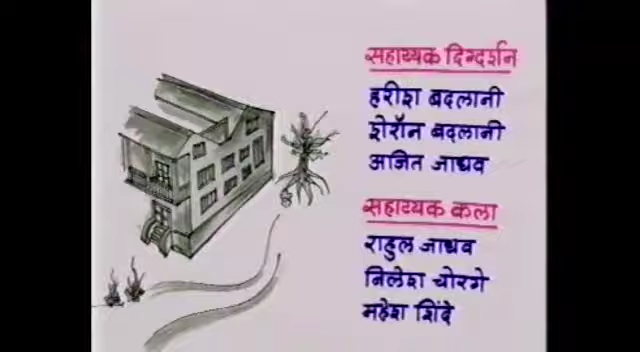 सहाय्यक दिग्दर्शन
हरीश बदलानी
शेरॉन बदलानी
अजित जाधव
सहाय्यक कला
राहुल जाधव
निलेश चोरगे
महेश शिंदे